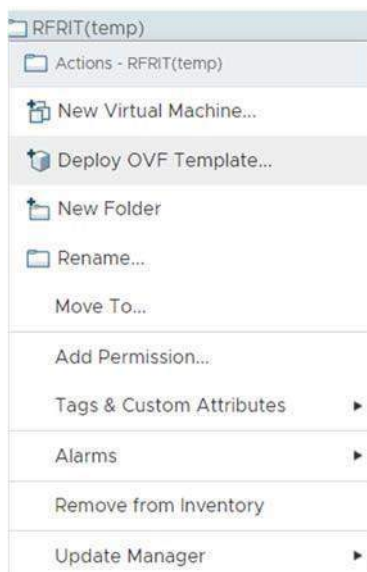 RFRIT(temp)
Actions - RFRIT(temp)
New Virtual Machine...
Deploy OVF Template...
New Folder
Rename...
Move To...
Add Permission...
Tags & Custom Attributes
Alarms
Remove from Inventory
Update Manager